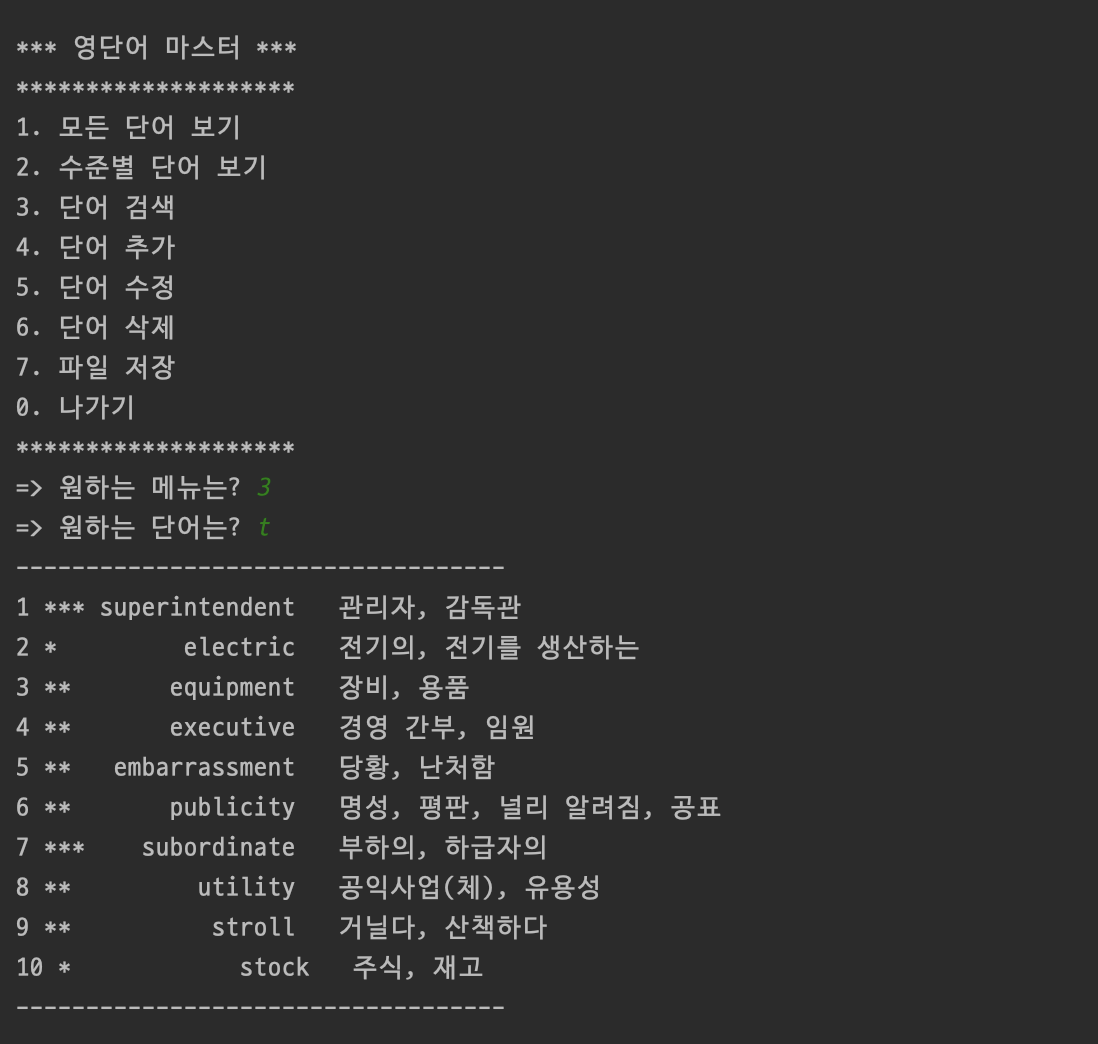 *** 영단어 마스터 ***
********************
1. 모든 단어 보기
2. 수준별 단어 보기
3. 단어 검색
4. 단어 추가
5. 단어 수정
6. 단어 삭제
7. 파일 저장
0. 나가기
********************
=> 원하는 메뉴는? 3
=> 원하는 단어는? t
-----------------------------------
1 *** superintendent   관리자, 감독관
2 *         electric   전기의, 전기를 생산하는
3 **       equipment   장비, 용품
4 **       executive   경영 간부, 임원
5 **   embarrassment   당황, 난처함
6 **       publicity   명성, 평판, 널리 알려짐, 공표
7 ***    subordinate   부하의, 하급자의
8 **         utility   공익사업(체), 유용성
9 **          stroll   거닐다, 산책하다
10 *            stock   주식, 재고
-----------------------------------